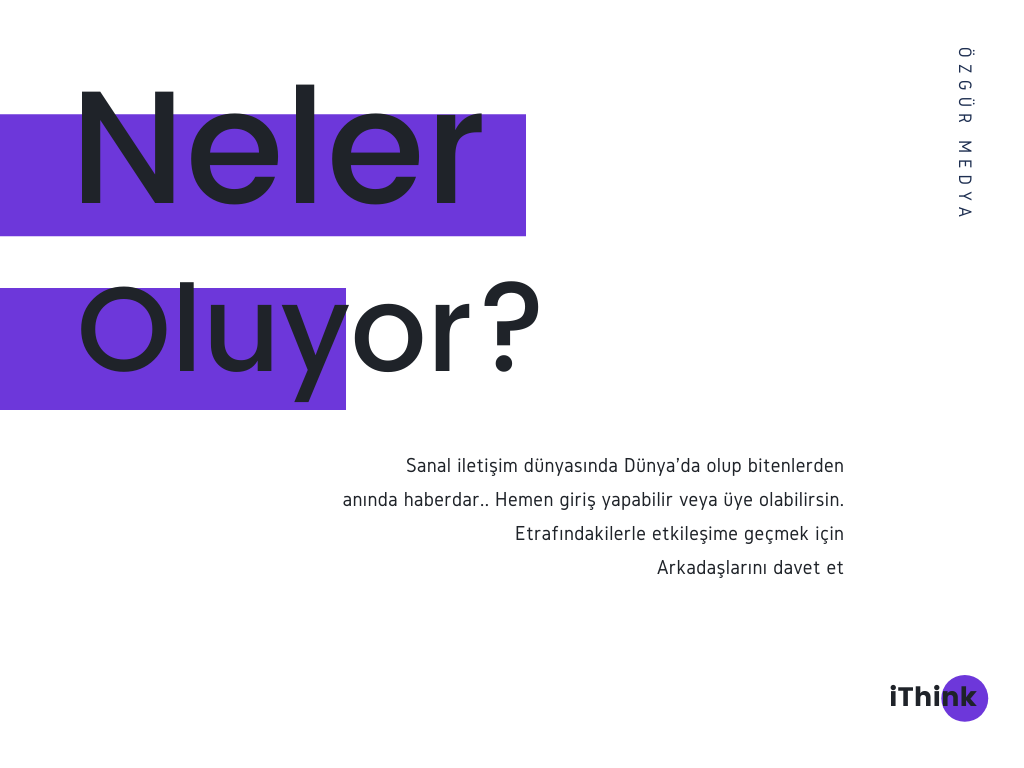 Neler
Oluyor?
ÖZGÜR MEDYA
Sanal iletişim dünyasında Dünya’da olup bitenlerden
anında haberdar.. Hemen giriş yapabilir veya üye olabilirsin.
Etrafındakilerle etkileşime geçmek için
Arkadaşlarını davet et
iThink